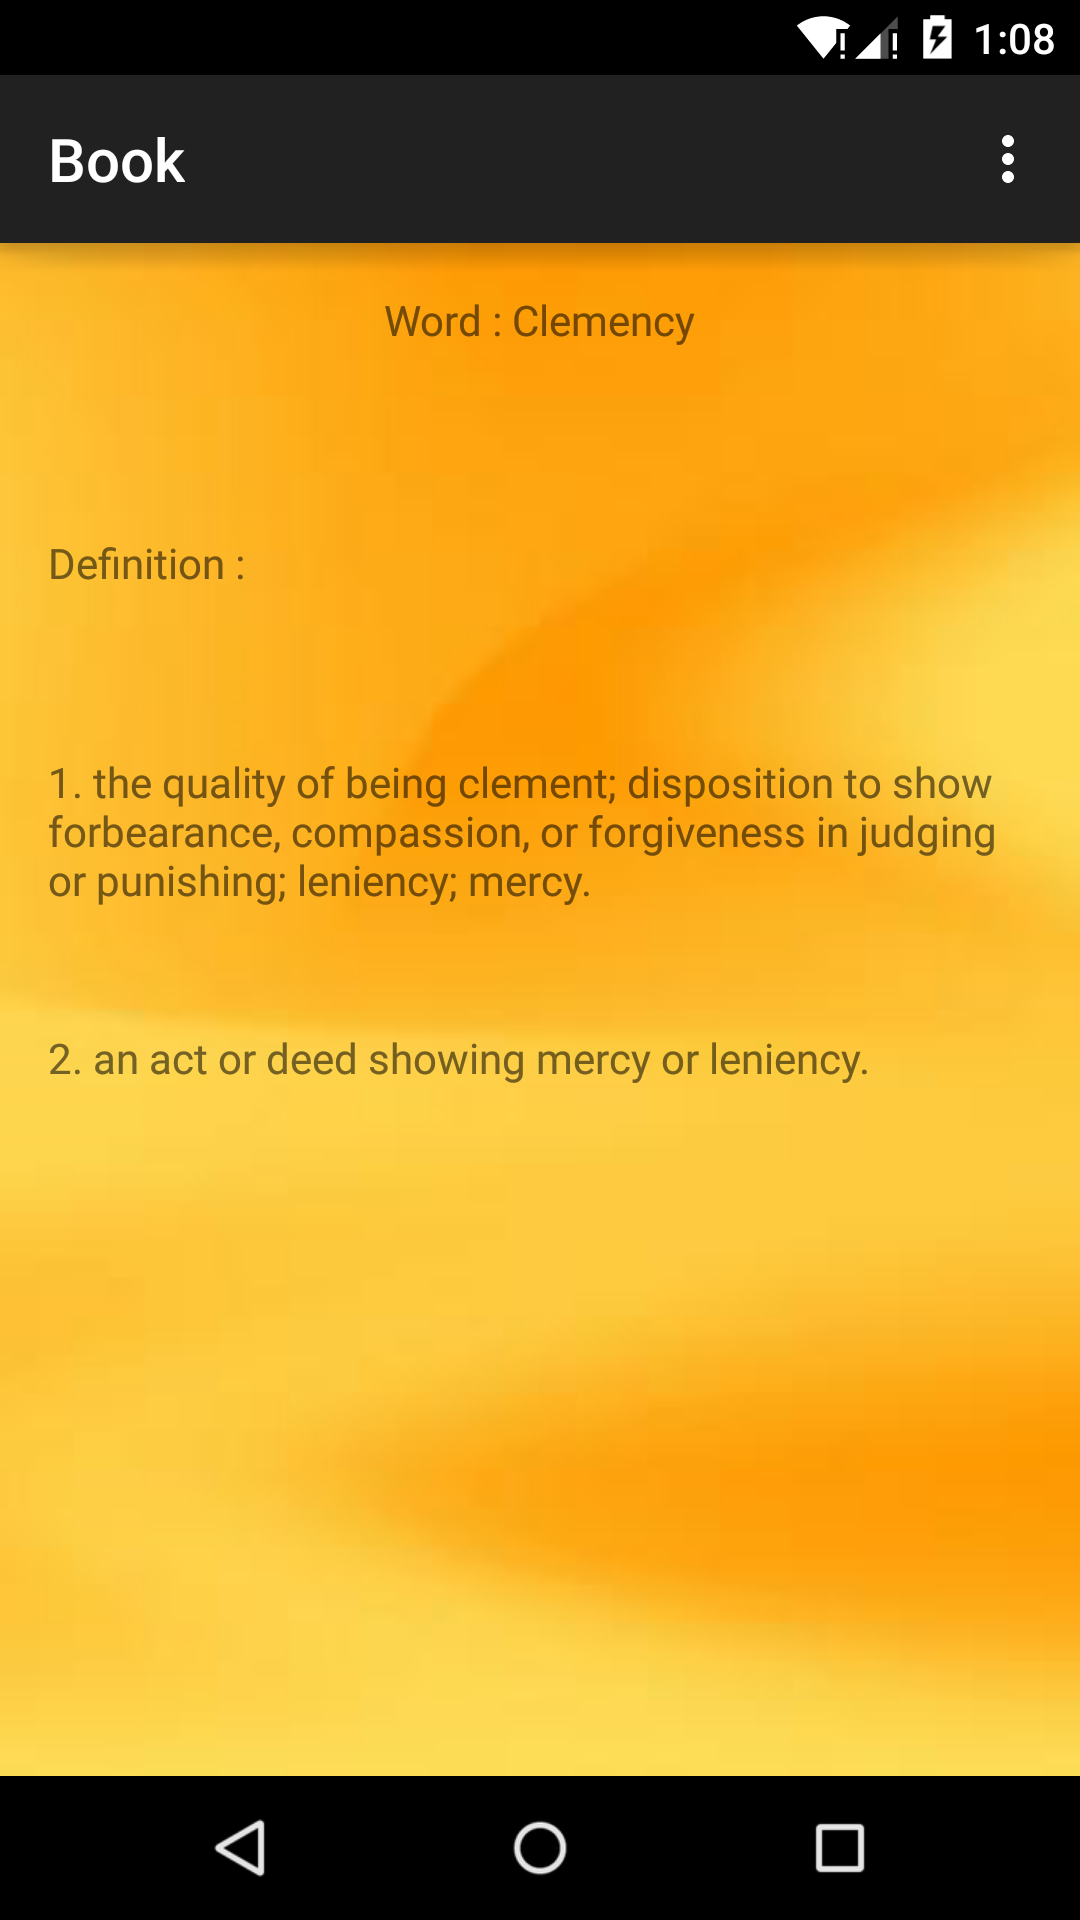 1:08
Book
Word : Clemency
Definition :
1. the quality of being clement; disposition to show
forbearance, compassion, or forgiveness in judging
or punishing; leniency; mercy.
2. an act or deed showing mercy or leniency.